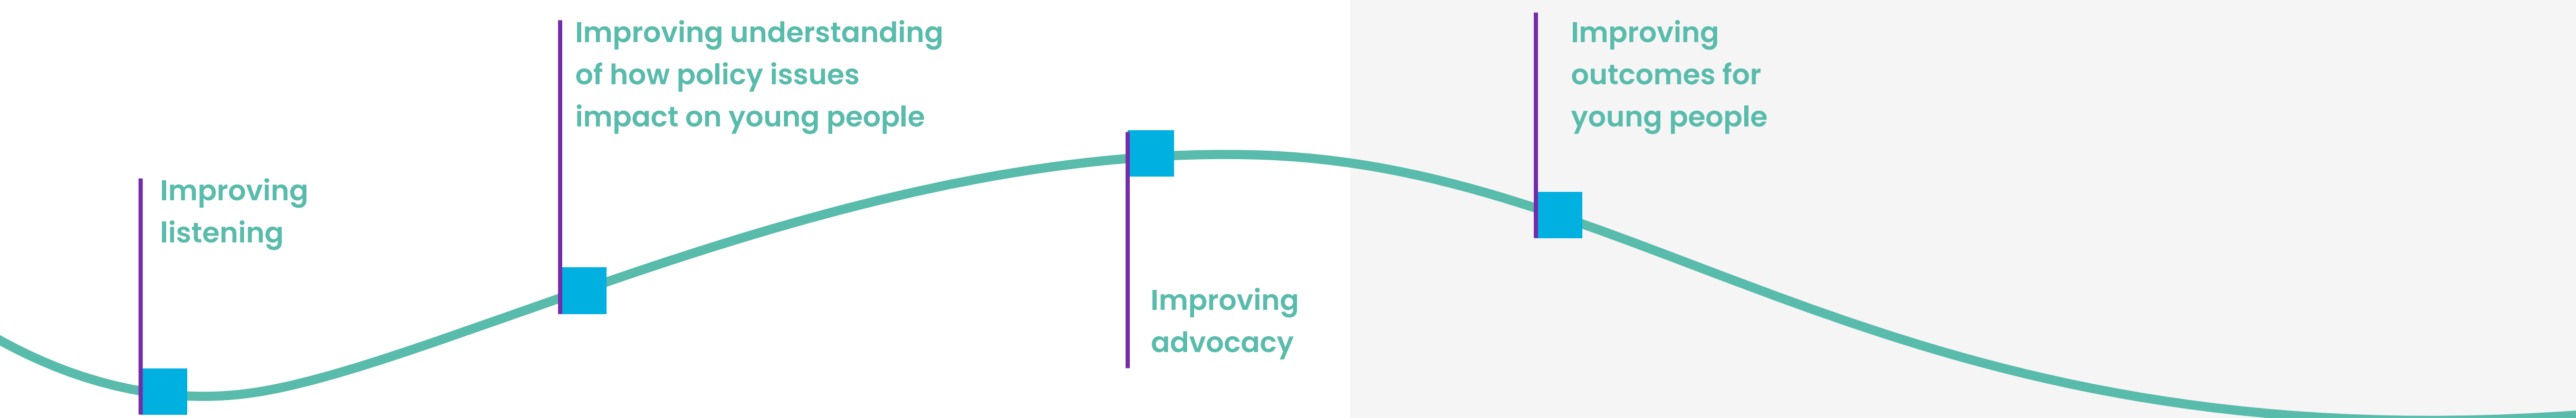 Improving
listening
Improving understanding
of how policy issues
impact on young people
Improving
advocacy
Improving
outcomes for
young people